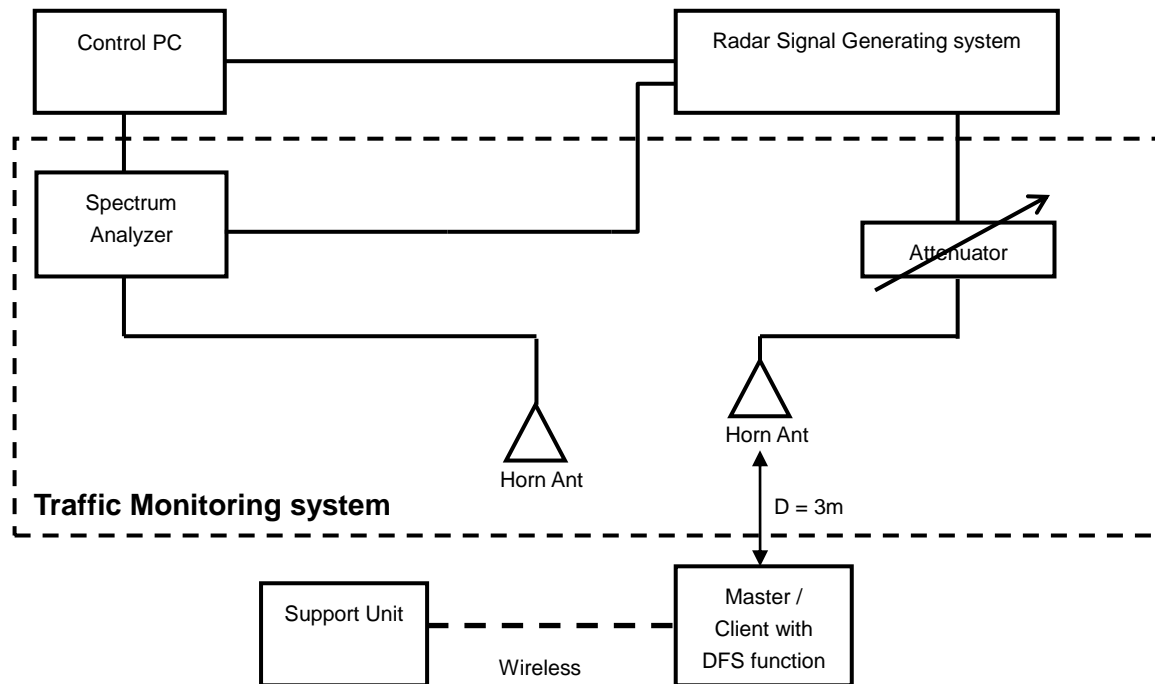 Control PC
Radar Signal Generating system
Spectrum
Analyzer
Attenuator
Horn Ant
Horn Ant
Traffic Monitoring system
D = 3m
Support Unit
Wireless
Master /
Client with
DFS function